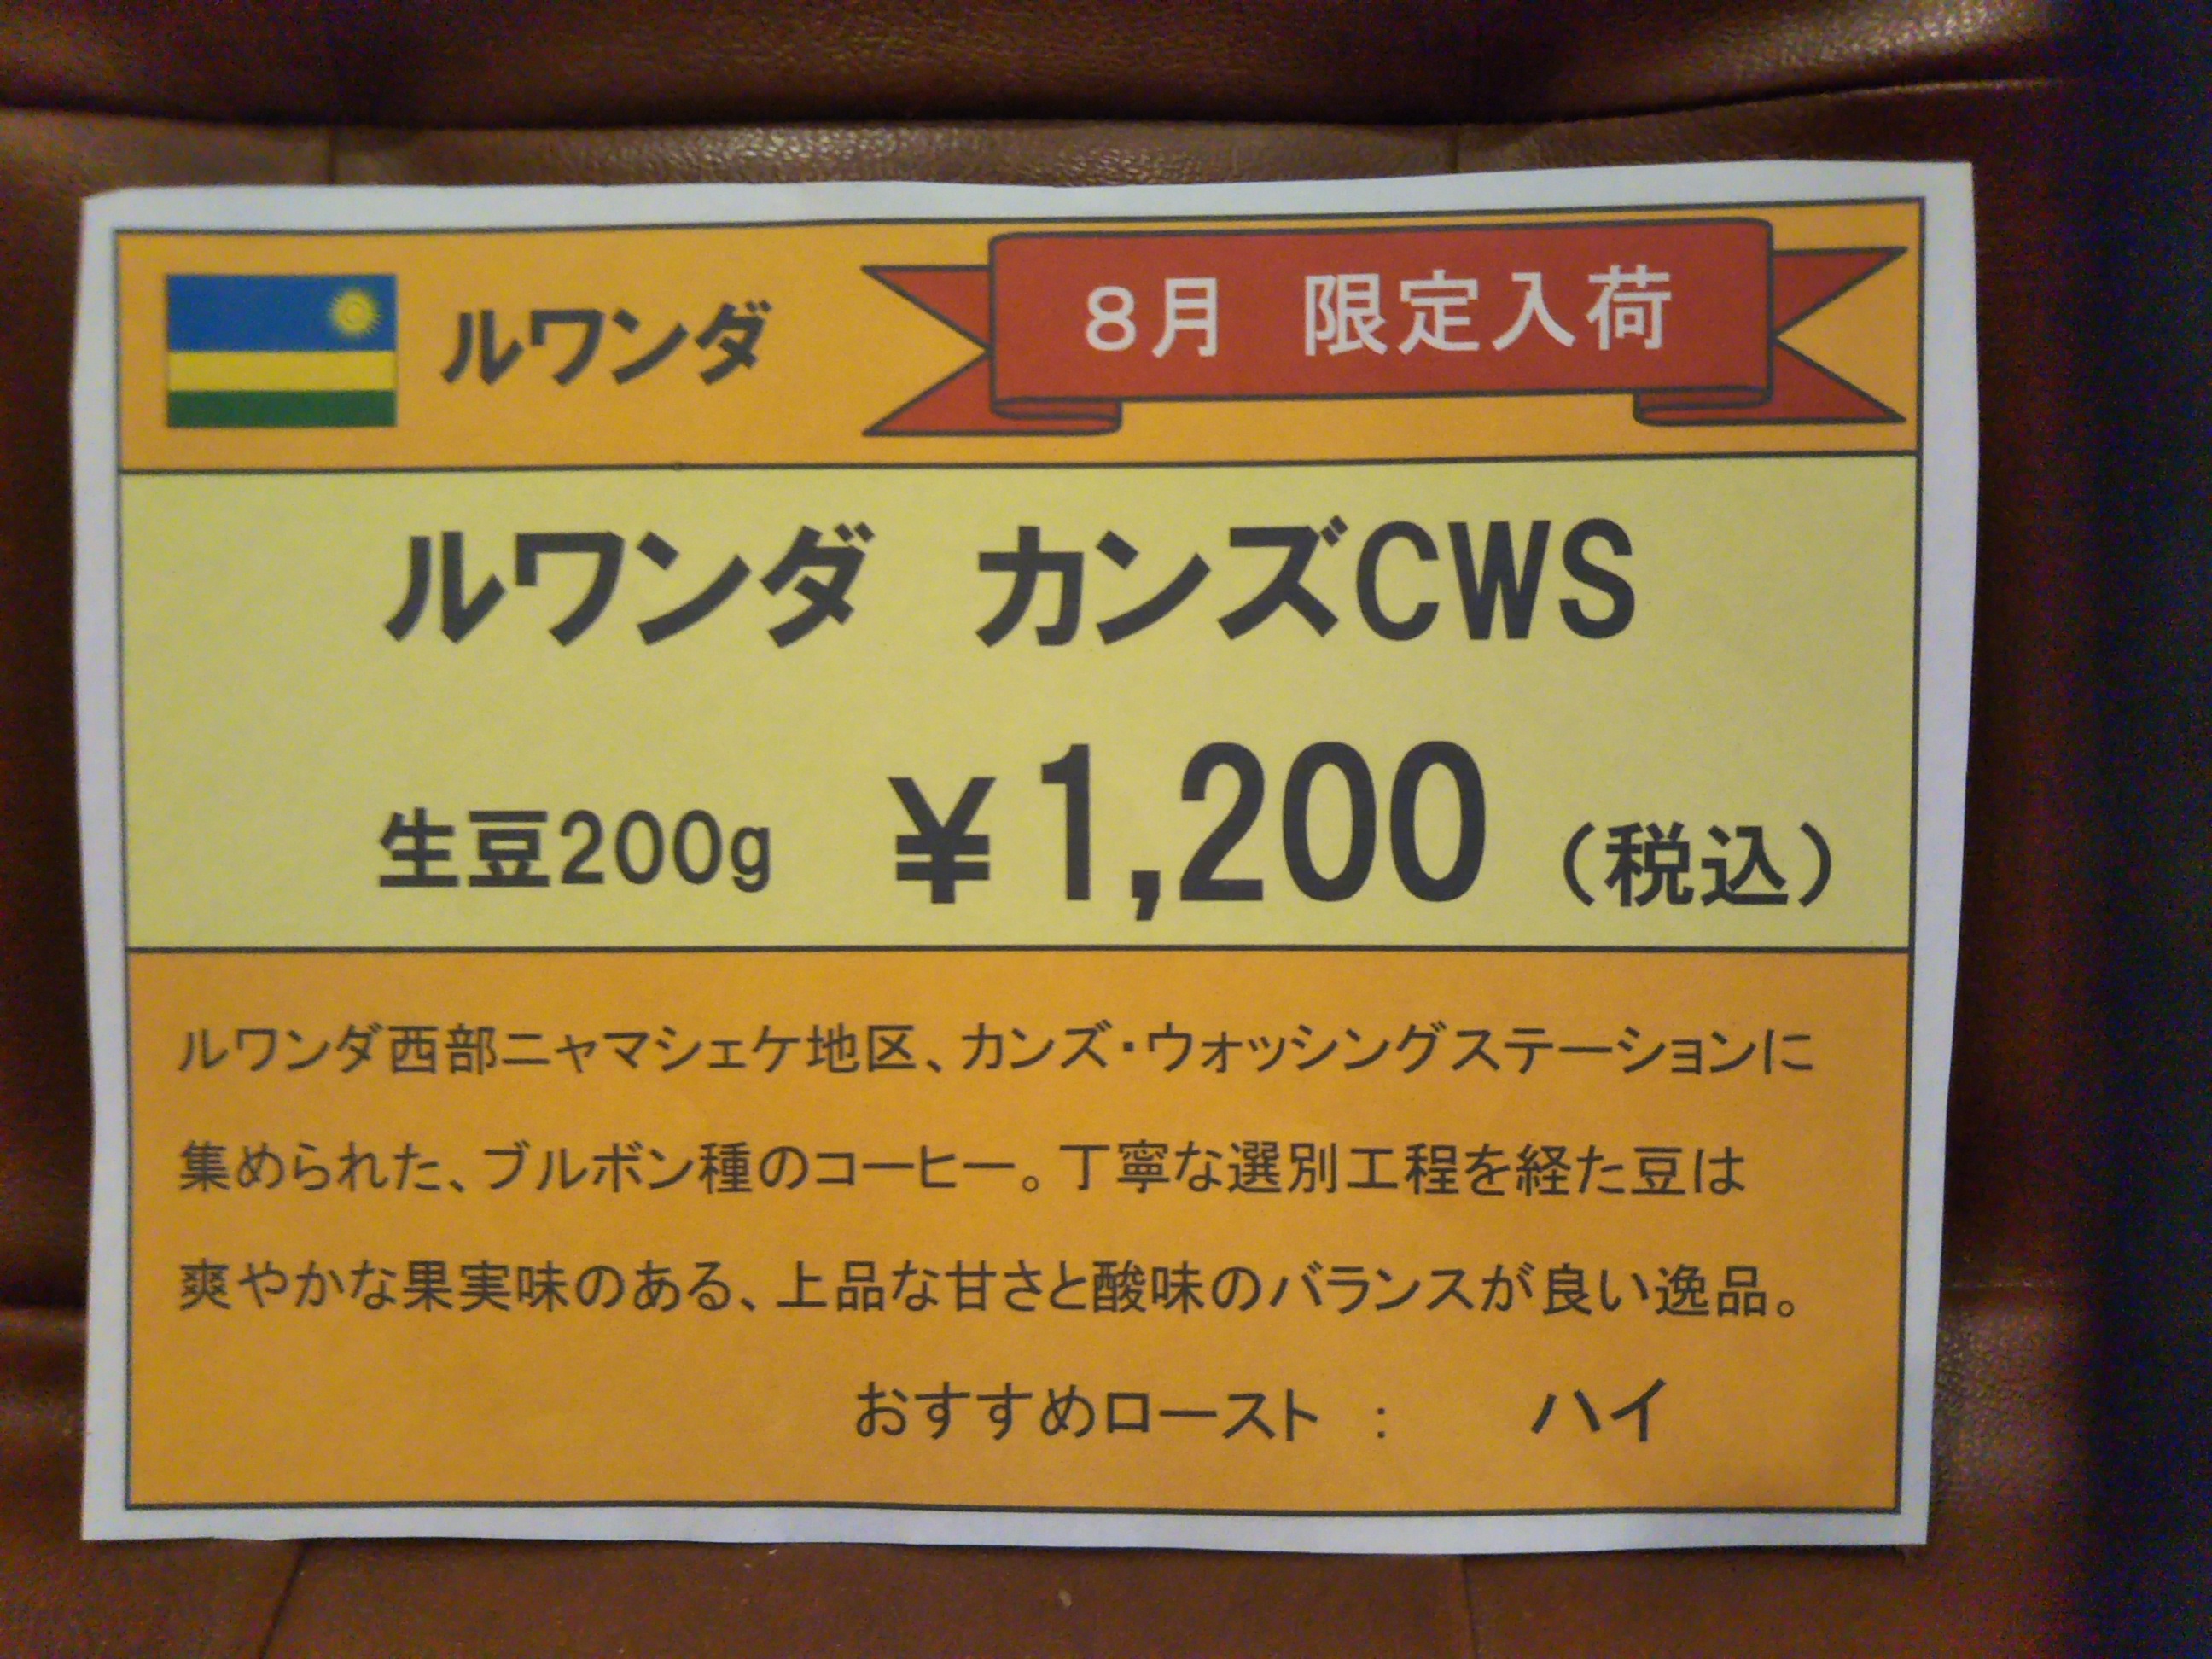 ルワンダ
８月　限定入荷
ルワンダ　カンズCWS
生豆200g　￥1,200（税込）
ルワンダ西部ニャマシェケ地区、カンズ・ウォッシングステーションに
集められた、ブルボン種のコーヒー。丁寧な選別工程を経た豆は
爽やかな果実味のある、上品な甘さと酸味のバランスが良い逸品。
おすすめロースト　：　ハイ